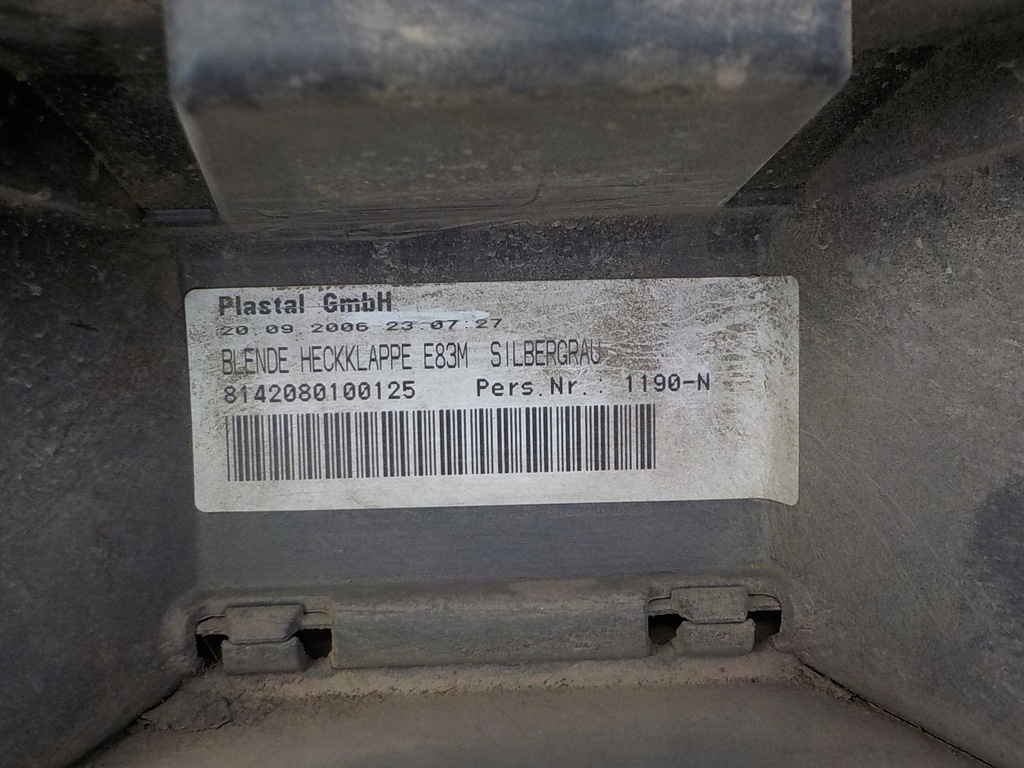 Plastal GmbH
20.09.2006 23:07:27
BLENDE HECKKLAPPE E83M SILBERGRAU
8142080100125 Pers.Nr.: 1190-N